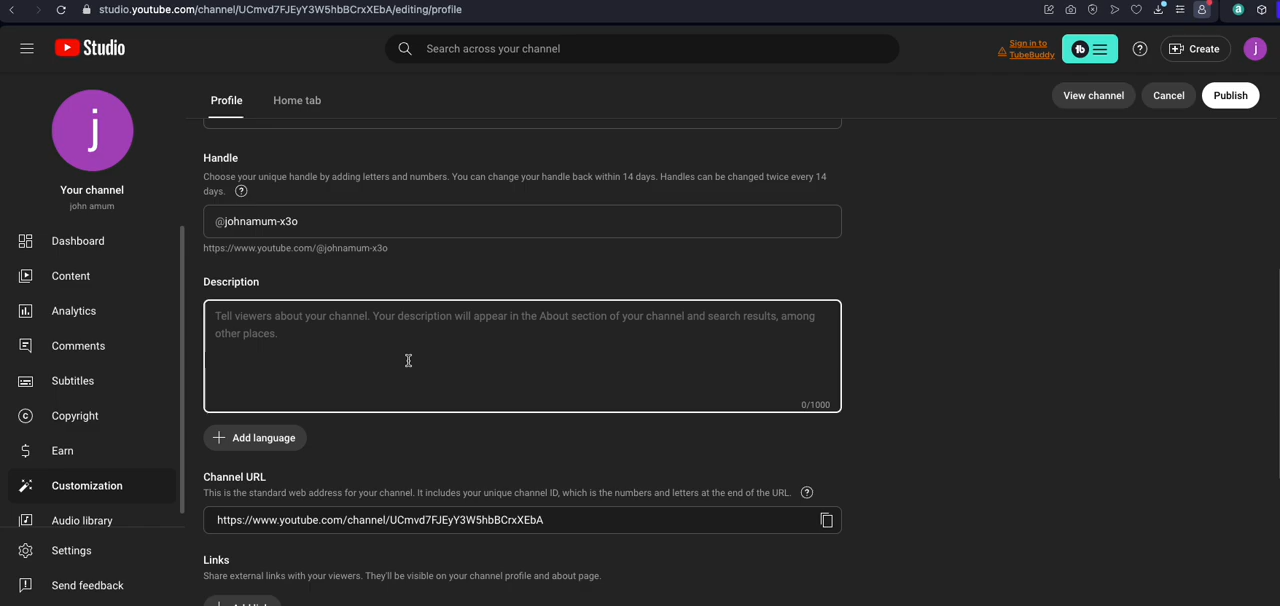 studio.youtube.com/channel/UCmvd7FJEyY3W5hbBCrxXEbA/editing/profile
Studio
Search across your channel
Sign in to
TubeBuddy
tb
Create
j
j
Your channel
john amum
Dashboard
Content
Analytics
Comments
Subtitles
Copyright
Earn
Customization
Audio library
Settings
Send feedback
Profile
Home tab
View channel
Cancel
Publish
Handle
Choose your unique handle by adding letters and numbers. You can change your handle back within 14 days. Handles can be changed twice every 14
days.
@johnamum-x3o
https://www.youtube.com/@johnamum-x3o
Description
Tell viewers about your channel. Your description will appear in the About section of your channel and search results, among
other places.
0/1000
Add language
Channel URL
This is the standard web address for your channel. It includes your unique channel ID, which is the numbers and letters at the end of the URL.
https://www.youtube.com/channel/UCmvd7FJEyY3W5hbBCrxXEbA
Links
Share external links with your viewers. They'll be visible on your channel profile and about page.